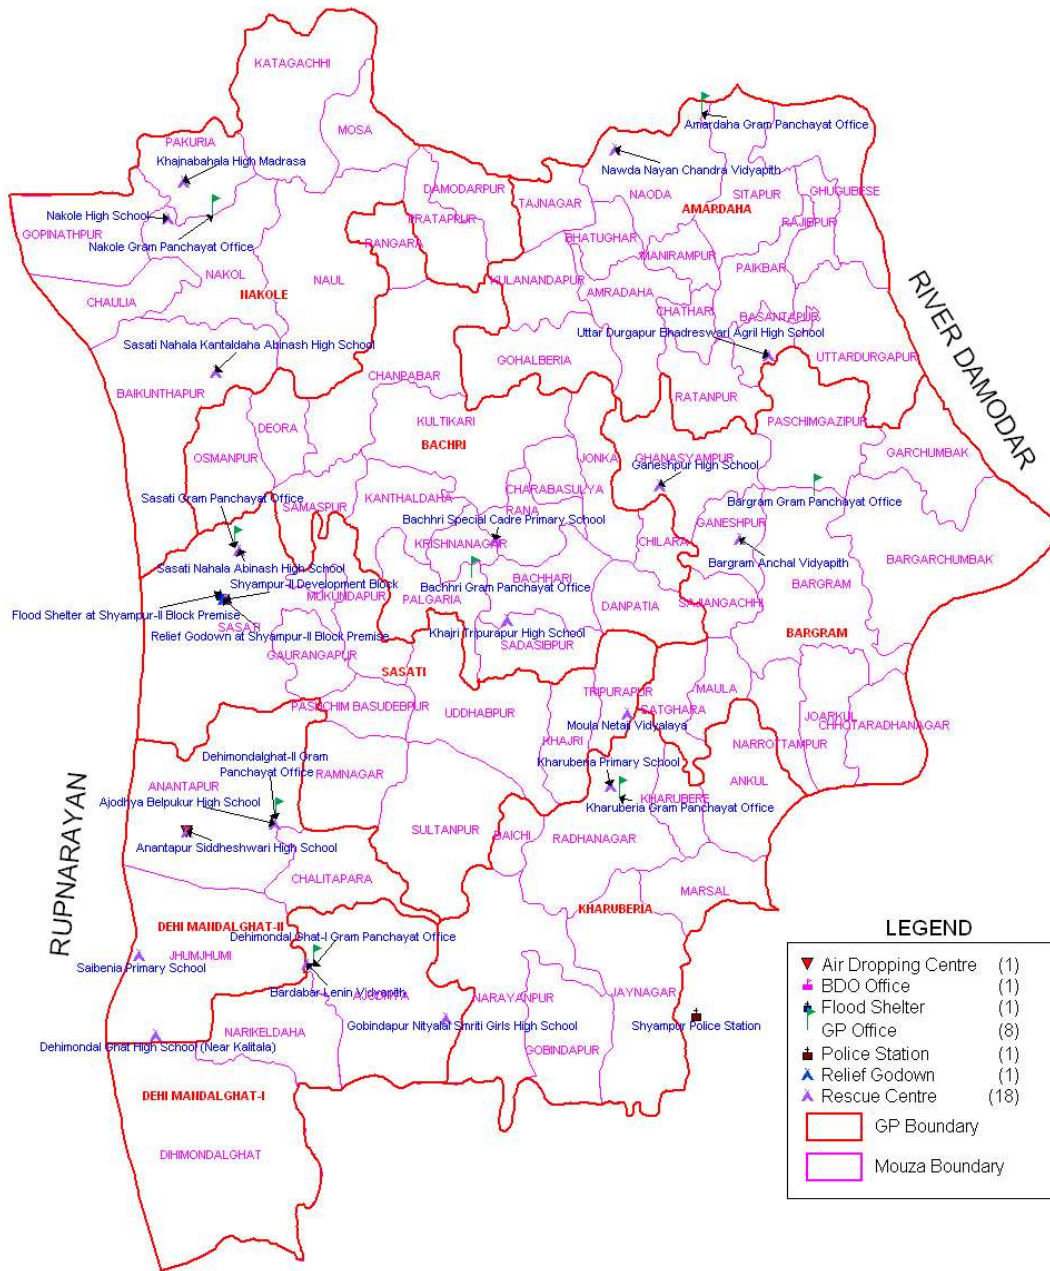 KATAGACHHI
MOSA
PAKURIA
Khajnabahala High Madrasa
Amardaha Gram Panchayat Office
Nawda Nayan Chandra Vidyapith
DAMODARPUR
TAJNAGAR
NAODA
SITAPUR
GHUGUBESE
AMARDAHA
RAJIBPUR
Nakole High School
PRATAPPUR
GOPINATHPUR
Nakole Gram Panchayat Office
RANGARA
BHATUGHAR
MANIRAMPUR
PAIKBAR
NAKOL
NAUL
KULANANDAPUR
AMRADAHA
CHAULIA
NAKOLE
CHATHARI
BASANTAPUR
Uttar Durgapur Bhadreswari Agril High School
Sasati Nahala Kantaldaha Abinash High School
GOHALBERIA
UTTARDURGAPUR
CHANPABAR
BAIKUNTHAPUR
RATANPUR
KULTIKARI
PASCHIMGAZIPUR
DEORA
BACHRI
OSMANPUR
JONKA
GHANASYAMPUR
GARCHUMBAK
Ganeshpur High School
CHARABASULYA
Sasati Gram Panchayat Office
KANTHALDAHA
SAMASPUR
RANA
Bargram Gram Panchayat Office
Bachhri Special Cadre Primary School
GANESHPUR
KRISHNANAGAR
CHILARA
Bargram Anchal Vidyapith
BARGARCHUMBAK
Sasati Nahala Abinash High School
Shyampur-II Development Block
BACHHARI
Bachhri Gram Panchayat Office
BARGRAM
MUKUNDAPUR
PALGARIA
SAJANGACHHI
DANPATIA
Flood Shelter at Shyampur-II Block Premise
SASATI
Khajri Tripurapur High School
BARGRAM
Relief Godown at Shyampur-II Block Premise
SADASIBPUR
GAURANGAPUR
SASATI
TRIPURAPUR
MAULA
PASHCHIM BASUDEBPUR
UDDHABPUR
SATGHARA
JOARKUL
CHHOTARADHANAGAR
Moula Netaji Vidyalaya
KHAJRI
NARROTTAMPUR
Dehimondalghat-II Gram
Panchayat Office
Kharuberia Primary School
RAMNAGAR
ANKUL
ANANTAPUR
Ajodhya Belpukur High School
KHARUBERE
Kharuberia Gram Panchayat Office
SULTANPUR
BAICHI
RADHANAGAR
Anantapur Siddheshwari High School
CHALITAPARA
MARSAL
KHARUBERIA
DEHI MANDALGHAT-II
Dehimondal Ghat-I Gram Panchayat Office
JHUMJHUMI
Saibenia Primary School
Bardabar Lenin Vidyapith
NARAYANPUR
JAYNAGAR
Gobindapur Nityalal Smriti Girls High School
Shyampur Police Station
NARIKELDAHA
Dehimondal Ghat High School (Near Kalitala)
GOBINDAPUR
DEHI MANDALGHAT-I
DIHIMONDALGHAT
RIVER DAMODAR
RUPNARAYAN
LEGEND
Air Dropping Centre (1)
BDO Office (1)
Flood Shelter (1)
GP Office (8)
Police Station (1)
Relief Godown (1)
Rescue Centre (18)
GP Boundary
Mouza Boundary